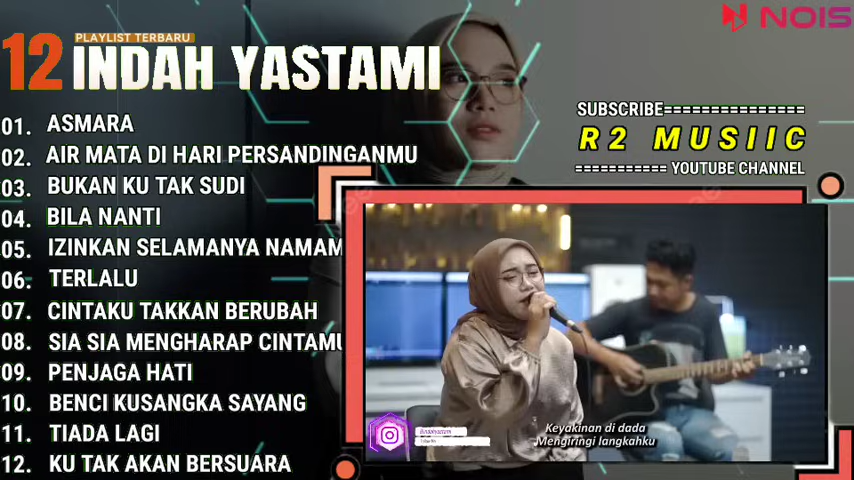 NOIS
12 PLAYLIST TERBARU
INDAH YASTAMI
01. ASMARA
02. AIR MATA DI HARI PERSANDINGANMU
03. BUKAN KU TAK SUDI
04. BILA NANTI
05. IZINKAN SELAMANYA NAMAM
06. TERLALU
07. CINTAKU TAKKAN BERUBAH
08. SIA SIA MENGHARAP CINTAMU
09. PENJAGA HATI
10. BENCI KUSANGKA SAYANG
11. TIADA LAGI
12. KU TAK AKAN BERSUARA
SUBSCRIBE================
R2 MUSIIC
=========== YOUTUBE CHANNEL
Keyakinan di dada
Mengiringi langkahku